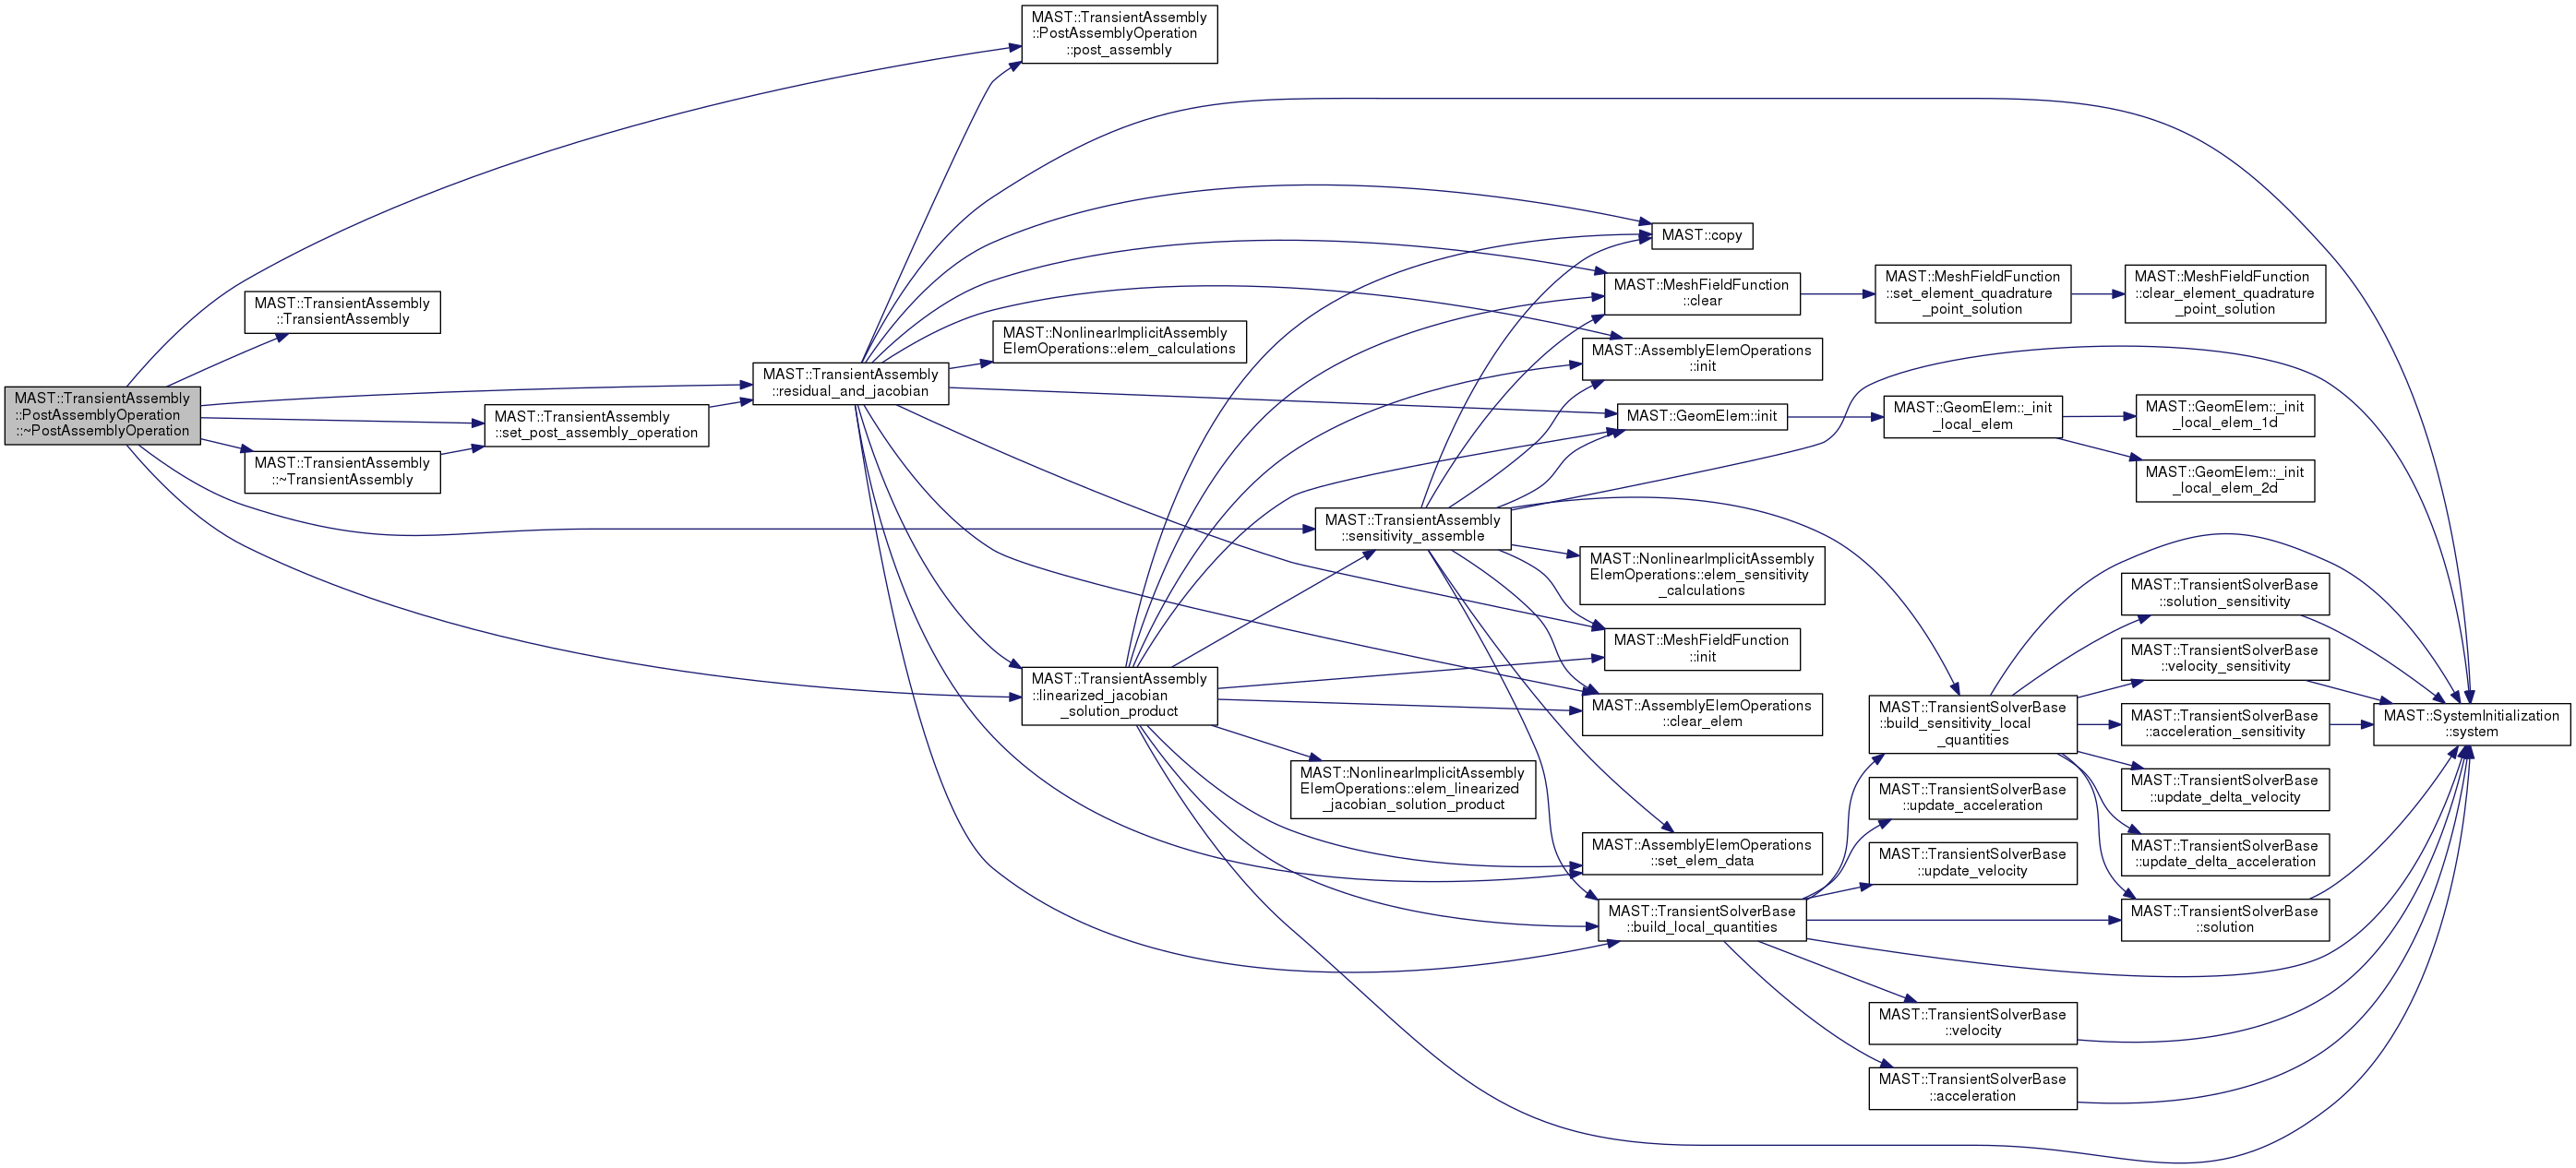 MAST::TransientAssembly
::PostAssemblyOperation
::~PostAssemblyOperation
MAST::TransientAssembly
::TransientAssembly
MAST::TransientAssembly
::~TransientAssembly
MAST::TransientAssembly
::set_post_assembly_operation
MAST::TransientAssembly
::residual_and_jacobian
MAST::TransientAssembly
::PostAssemblyOperation
::post_assembly
MAST::NonlinearImplicitAssembly
ElemOperations::elem_calculations
MAST::TransientAssembly
::linearized_jacobian
_solution_product
MAST::TransientAssembly
::sensitivity_assemble
MAST::NonlinearImplicitAssembly
ElemOperations::elem_linearized
_jacobian_solution_product
MAST::copy
MAST::MeshFieldFunction
::clear
MAST::AssemblyElemOperations
::init
MAST::GeomElem::init
MAST::NonlinearImplicitAssembly
ElemOperations::elem_sensitivity
_calculations
MAST::MeshFieldFunction
::init
MAST::AssemblyElemOperations
::clear_elem
MAST::AssemblyElemOperations
::set_elem_data
MAST::TransientSolverBase
::build_local_quantities
MAST::MeshFieldFunction
::set_element_quadrature
_point_solution
MAST::GeomElem::_init
_local_elem
MAST::TransientSolverBase
::build_sensitivity_local
_quantities
MAST::TransientSolverBase
::update_acceleration
MAST::TransientSolverBase
::update_velocity
MAST::TransientSolverBase
::velocity
MAST::TransientSolverBase
::acceleration
MAST::MeshFieldFunction
::clear_element_quadrature
_point_solution
MAST::GeomElem::_init
_local_elem_1d
MAST::GeomElem::_init
_local_elem_2d
MAST::TransientSolverBase
::solution_sensitivity
MAST::TransientSolverBase
::velocity_sensitivity
MAST::TransientSolverBase
::acceleration_sensitivity
MAST::TransientSolverBase
::update_delta_velocity
MAST::TransientSolverBase
::update_delta_acceleration
MAST::TransientSolverBase
::solution
MAST::SystemInitialization
::system